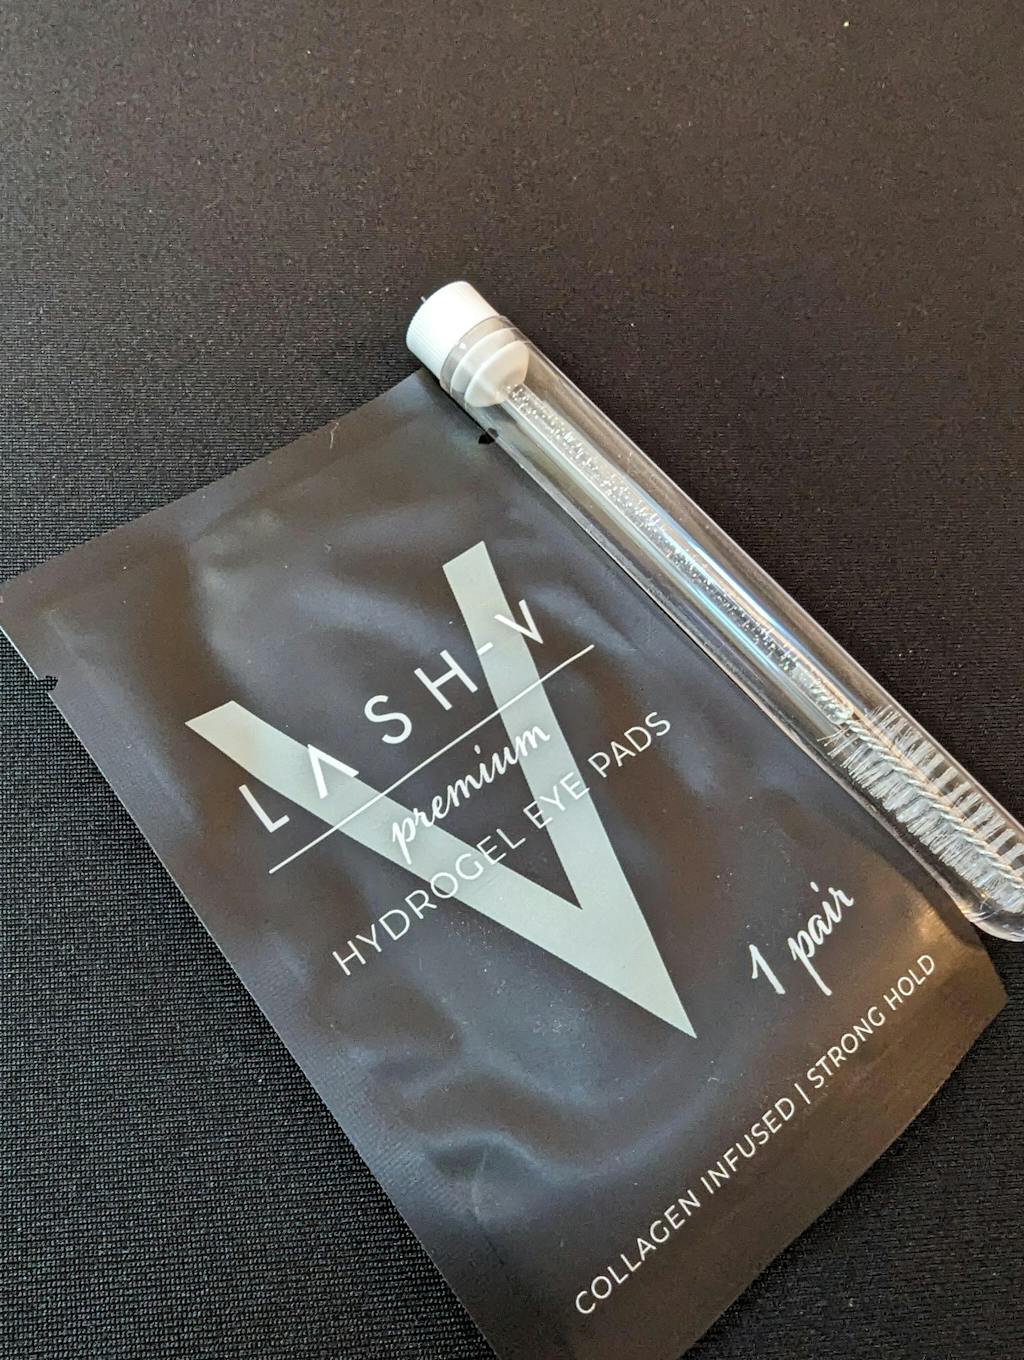 LASH-V
premium
HYDROGEL EYE PADS
1 pair
COLLAGEN INFUSED | STRONG HOLD